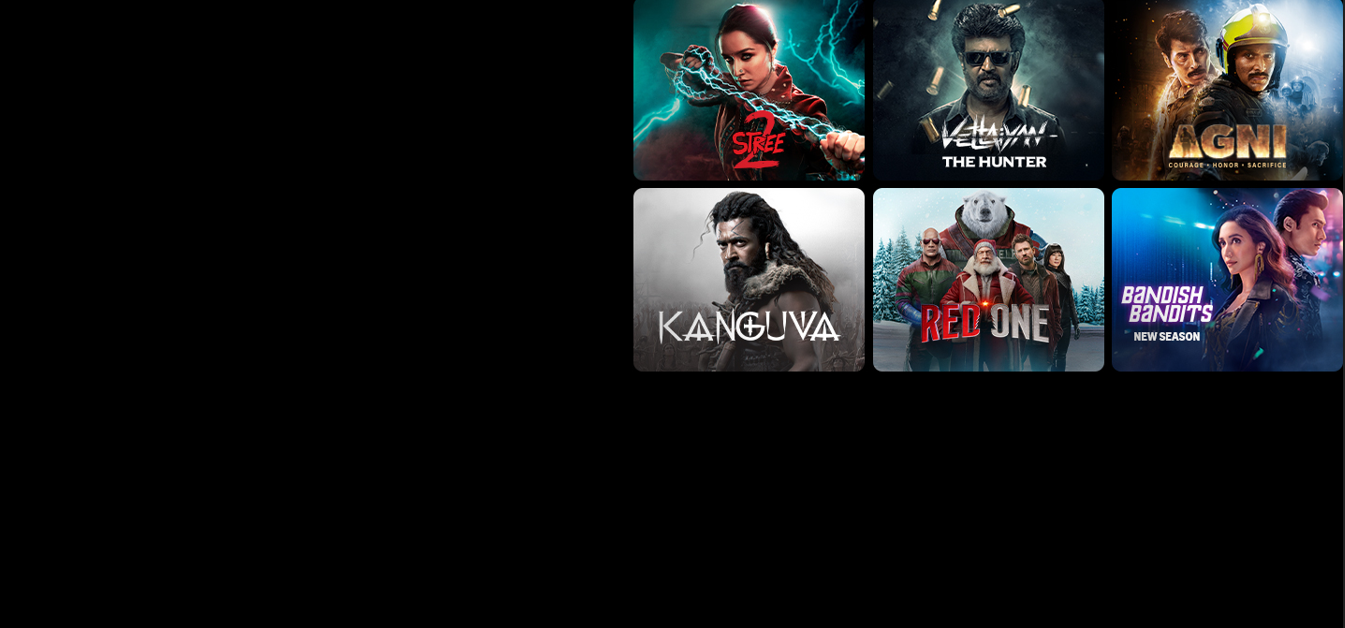 STREE
2
VETTAIYAN
THE HUNTER
AGNI
COURAGE • HONOR • SACRIFICE
KANGUVA
RED ONE
BANDISH
BANDITS
NEW SEASON